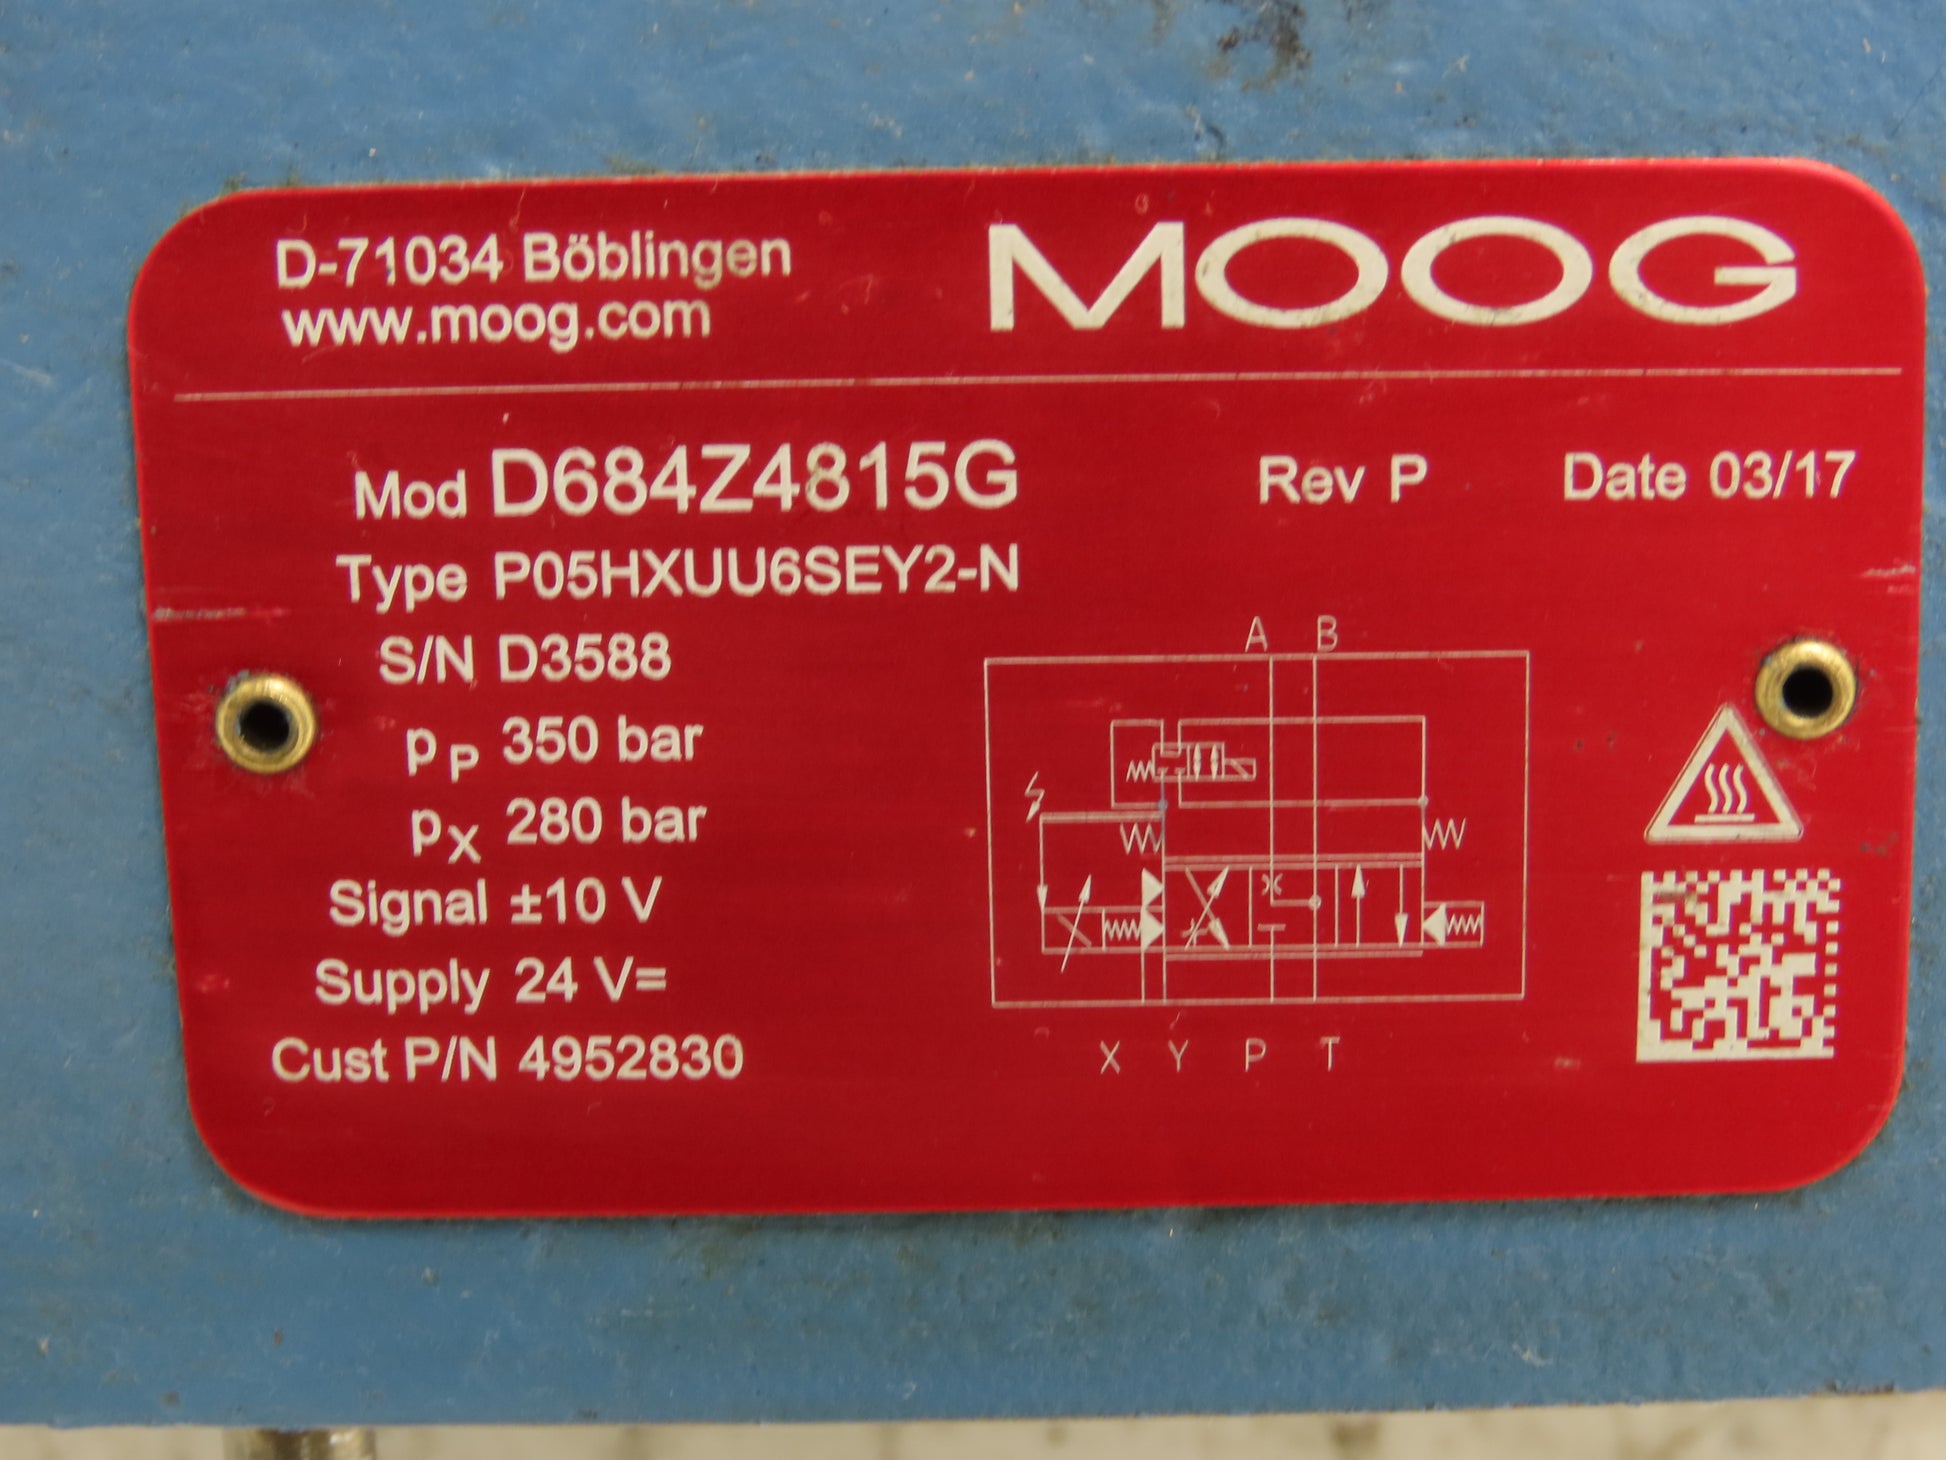 D-71034 Böblingen
www.moog.com
MOOG
Mod D684Z4815G Rev P Date 03/17
Type P05HXUU6SEY2-N
S/N D3588
pP 350 bar
pX 280 bar
Signal ±10 V
Supply 24 V=
Cust P/N 4952830
A B
X Y P T